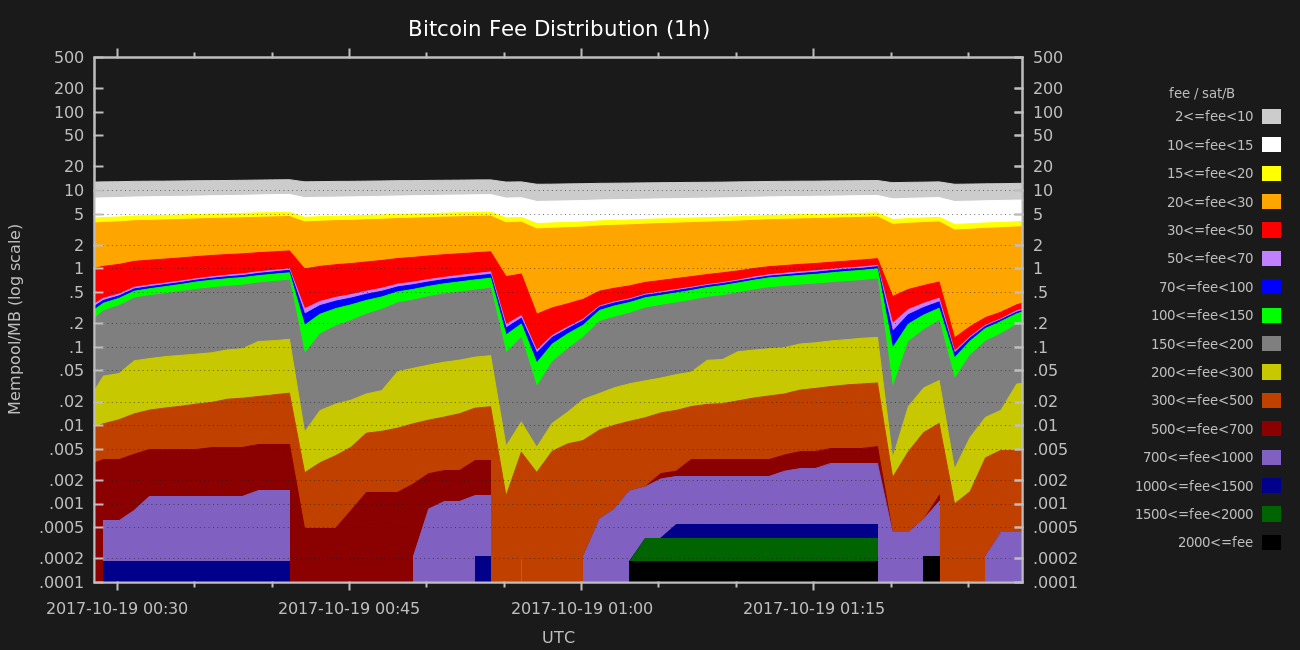 Bitcoin Fee Distribution (1h)
Mempool/MB (log scale)
500
200
100
50
20
10
5
2
1
.5
.2
.1
.05
.02
.01
.005
.002
.001
.0005
.0002
.0001
500
200
100
50
20
10
5
2
1
.5
.2
.1
.05
.02
.01
.005
.002
.001
.0005
.0002
.0001
2017-10-19 00:30
2017-10-19 00:45
2017-10-19 01:00
2017-10-19 01:15
UTC
fee / sat/B
2<=fee<10
10<=fee<15
15<=fee<20
20<=fee<30
30<=fee<50
50<=fee<70
70<=fee<100
100<=fee<150
150<=fee<200
200<=fee<300
300<=fee<500
500<=fee<700
700<=fee<1000
1000<=fee<1500
1500<=fee<2000
2000<=fee